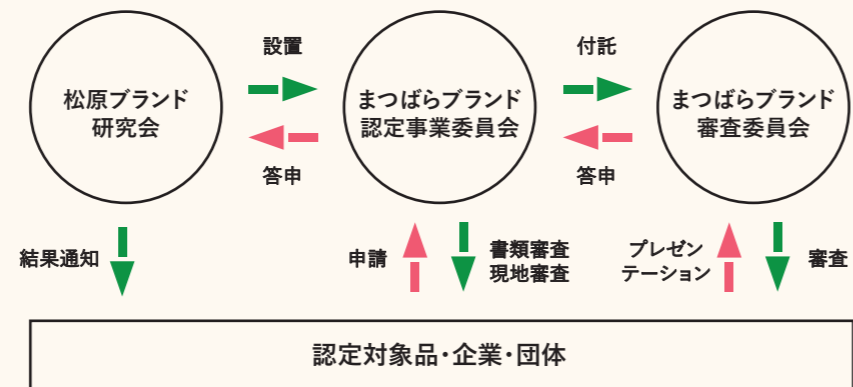 設置
付託
松原ブランド
研究会
まつばらブランド
認定事業委員会
まつばらブランド
審査委員会
答申
答申
結果通知
申請
書類審査
現地審査
プレゼン
テーション
審査
認定対象品・企業・団体